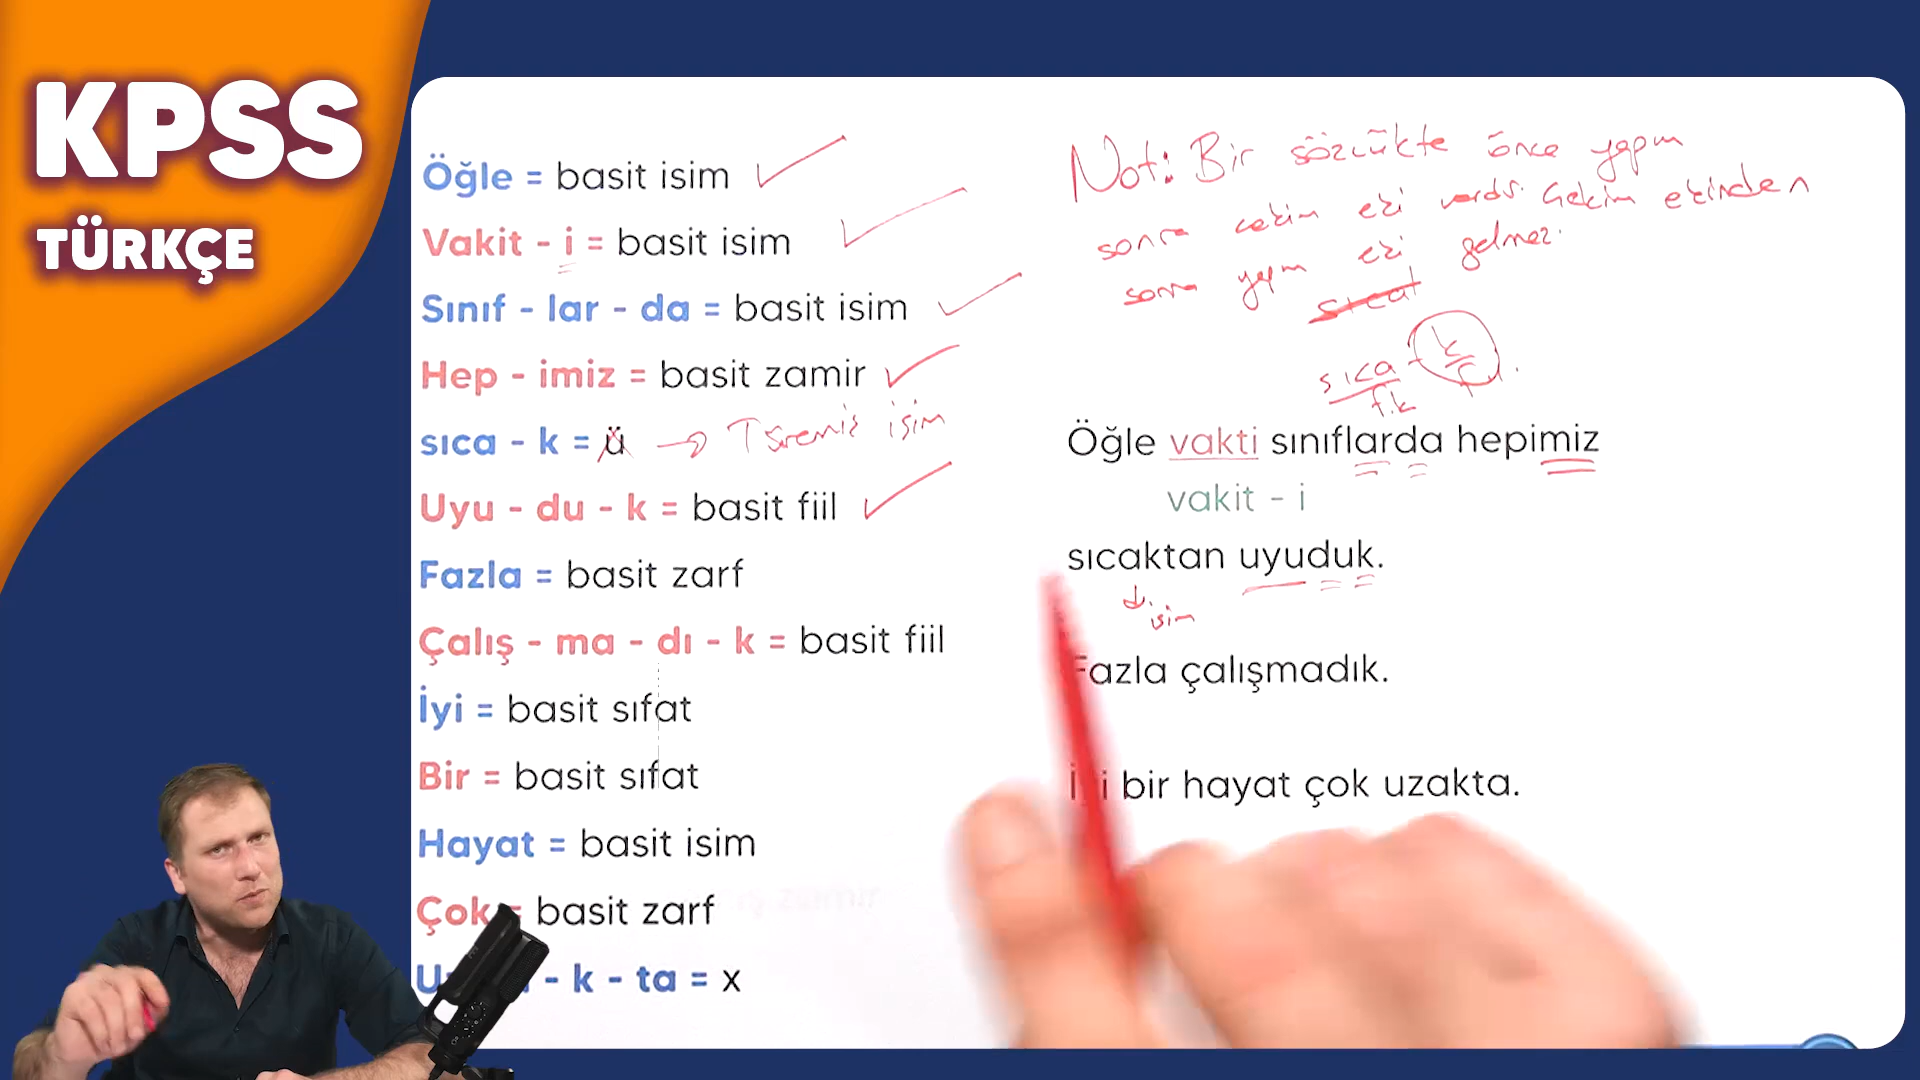 KPSS
TÜRKÇE
Öğle = basit isim
Vakit - i = basit isim
Sınıf - lar - da = basit isim
Hep - imiz = basit zamir
sıca - k = ü → Türemiş isim
Uyu - du - k = basit fiil
Fazla = basit zarf
Çalış - ma - dı - k = basit fiil
İyi = basit sıfat
Bir = basit sıfat
Hayat = basit isim
Çok = basit zarf
- k - ta = x
Not: Bir sözcükte önce yapım
sonra çekim eki vardır. Çekim ekinden
sonra yapım eki gelmez.
sıcak
sıca - k
f.k
Öğle vakti sınıflarda hepimiz
vakit - i
sıcaktan uyuduk.
isim
Fazla çalışmadık.
İyi bir hayat çok uzakta.